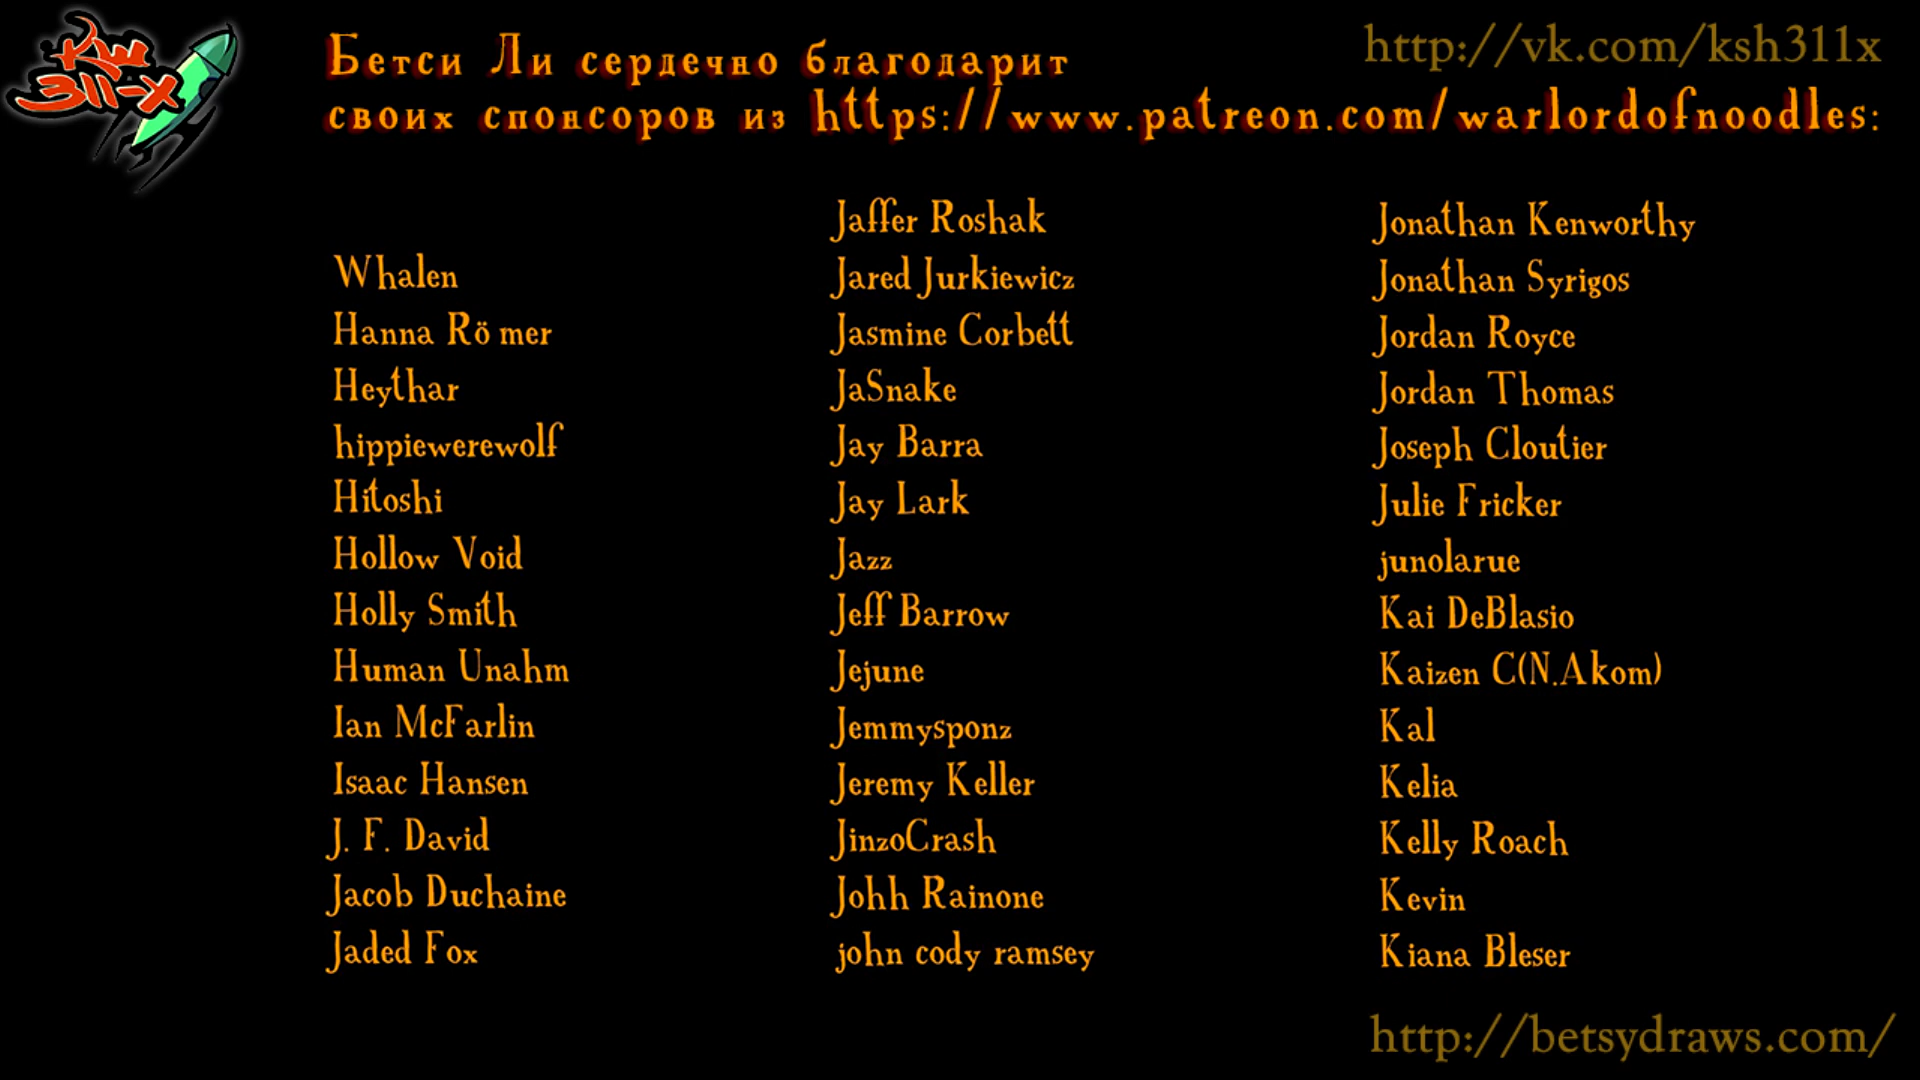 КШ
311-X
Бетси Ли сердечно благодарит
своих спонсоров из https://www.patreon.com/warlordofnoodles:
http://vk.com/ksh311x
Whalen
Hanna Rö mer
Heythar
hippiewerewolf
Hitoshi
Hollow Void
Holly Smith
Human Unahm
Ian McFarlin
Isaac Hansen
J. F. David
Jacob Duchaine
Jaded Fox
Jaffer Roshak
Jared Jurkiewicz
Jasmine Corbett
JaSnake
Jay Barra
Jay Lark
Jazz
Jeff Barrow
Jejune
Jemmysponz
Jeremy Keller
JinzoCrash
Johh Rainone
john cody ramsey
Jonathan Kenworthy
Jonathan Syrigos
Jordan Royce
Jordan Thomas
Joseph Cloutier
Julie Fricker
junolarue
Kai DeBlasio
Kaizen C(N.Akom)
Kal
Kelia
Kelly Roach
Kevin
Kiana Bleser
http://betsydraws.com/